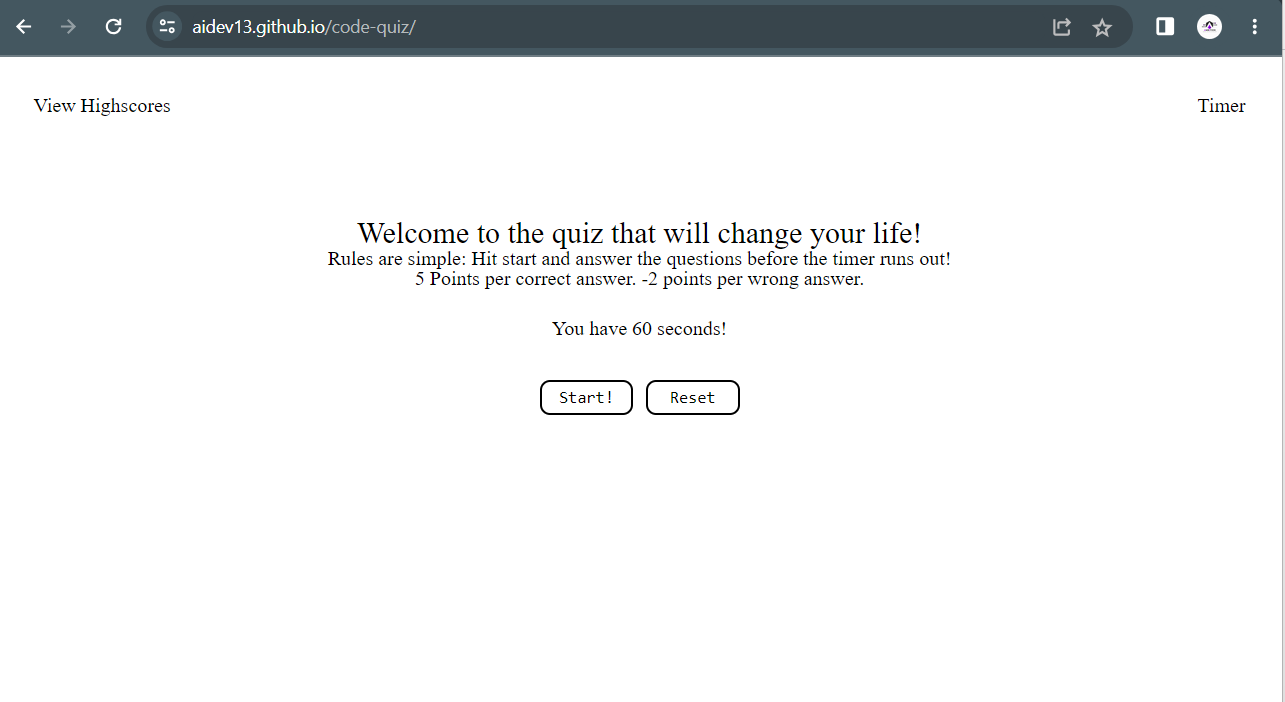 aidev13.github.io/code-quiz/
View Highscores
Timer
Welcome to the quiz that will change your life!
Rules are simple: Hit start and answer the questions before the timer runs out!
5 Points per correct answer. -2 points per wrong answer.
You have 60 seconds!
Start!
Reset